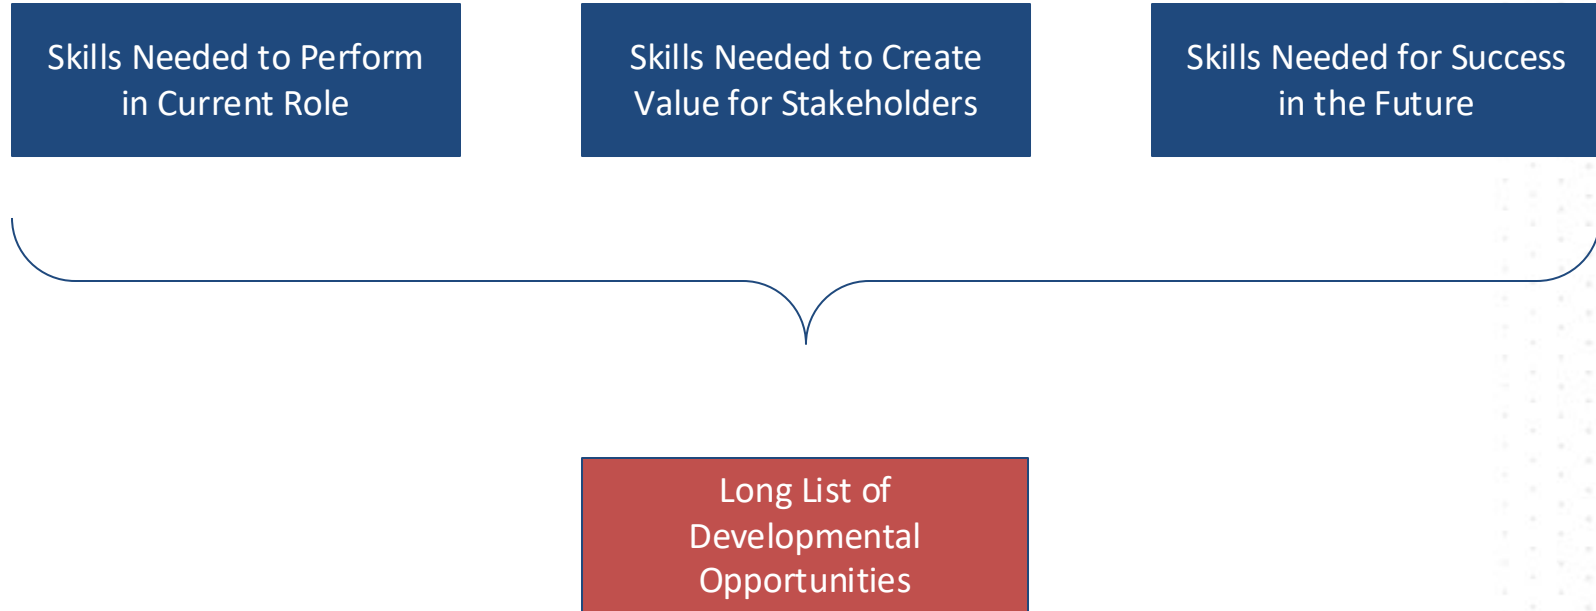 Skills Needed to Perform
in Current Role
Skills Needed to Create
Value for Stakeholders
Skills Needed for Success
in the Future
Long List of
Developmental
Opportunities